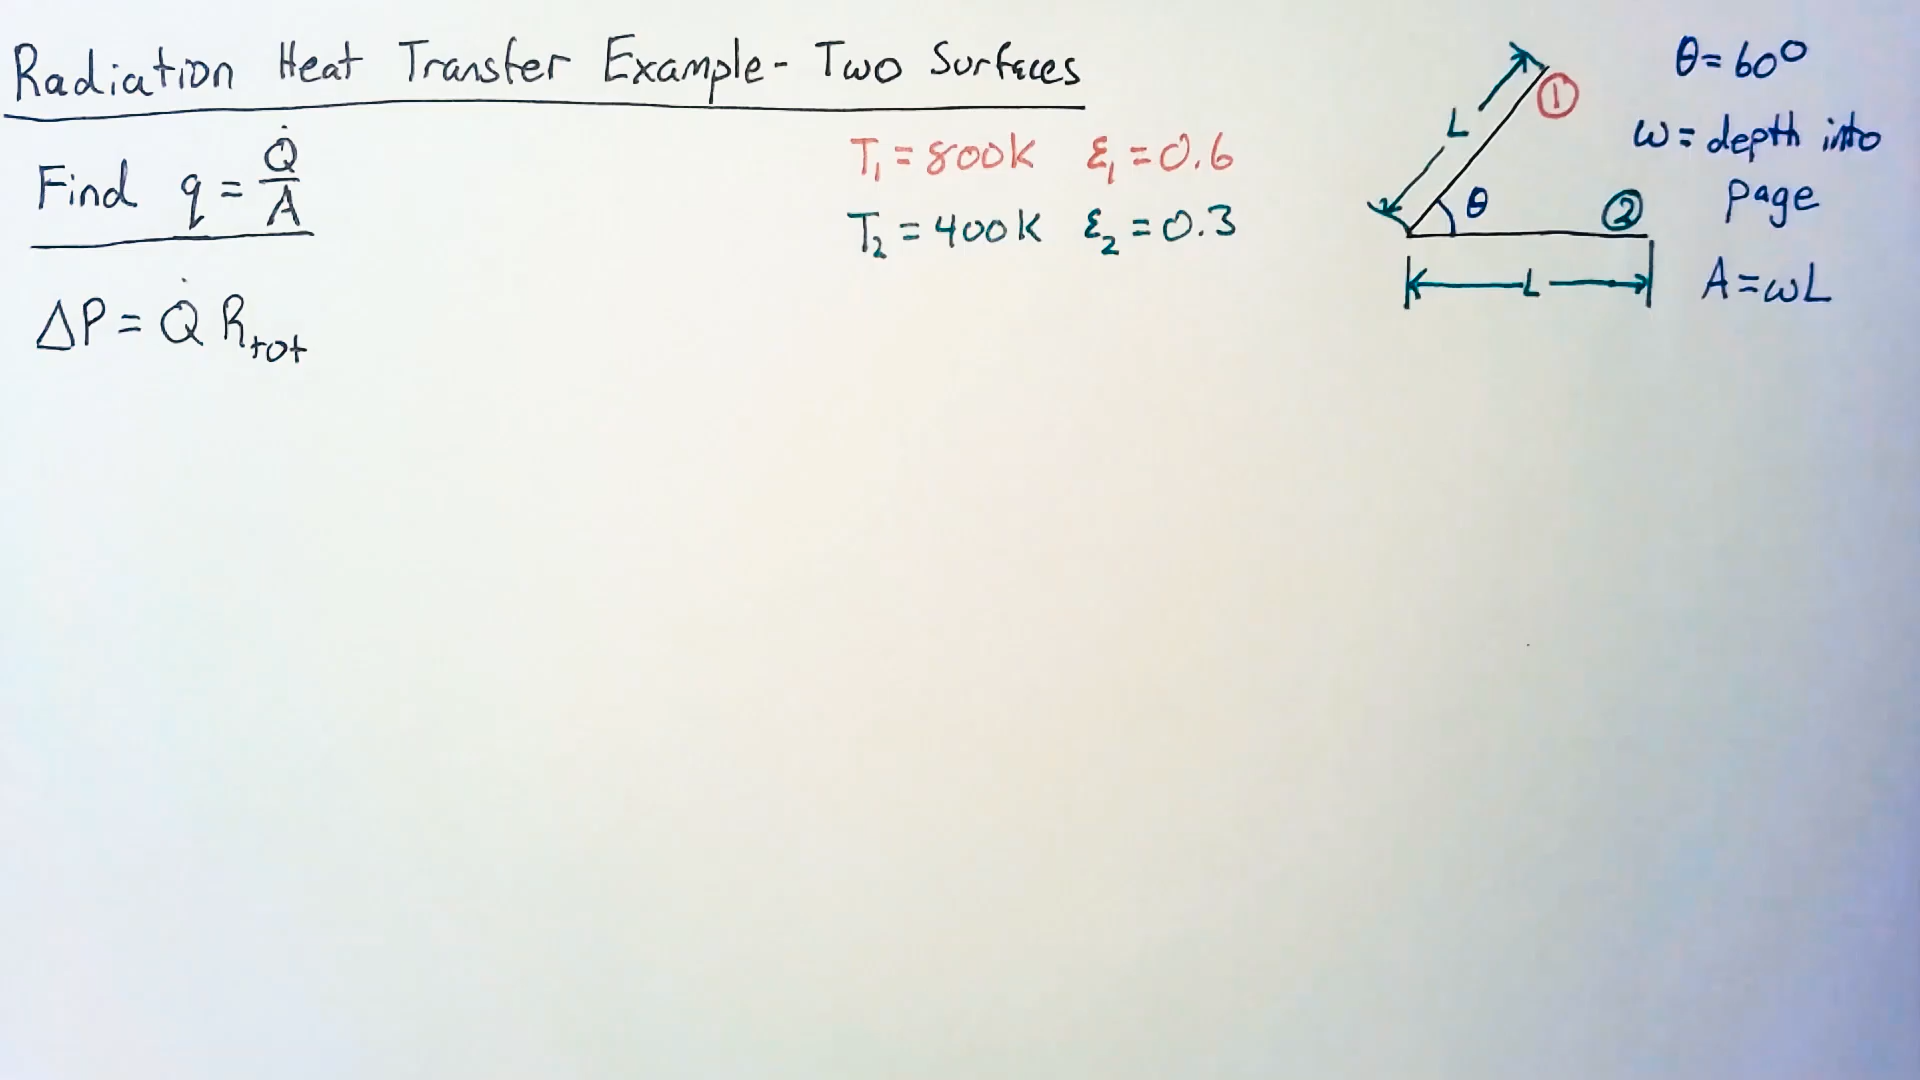 Radiation Heat Transfer Example - Two Surfaces
Find q = Q̇/A
T₁ = 800K ε₁ = 0.6
T₂ = 400K ε₂ = 0.3
ΔP = Q̇ R_tot
L
①
θ
②
L
θ = 60°
w = depth into
page
A = wL